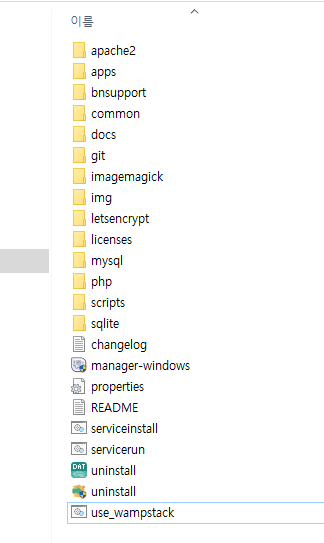 이름
apache2
apps
bnsupport
common
docs
git
imagemagick
img
letsencrypt
licenses
mysql
php
scripts
sqlite
changelog
manager-windows
properties
README
serviceinstall
servicerun
DAT uninstall
uninstall
use_wampstack